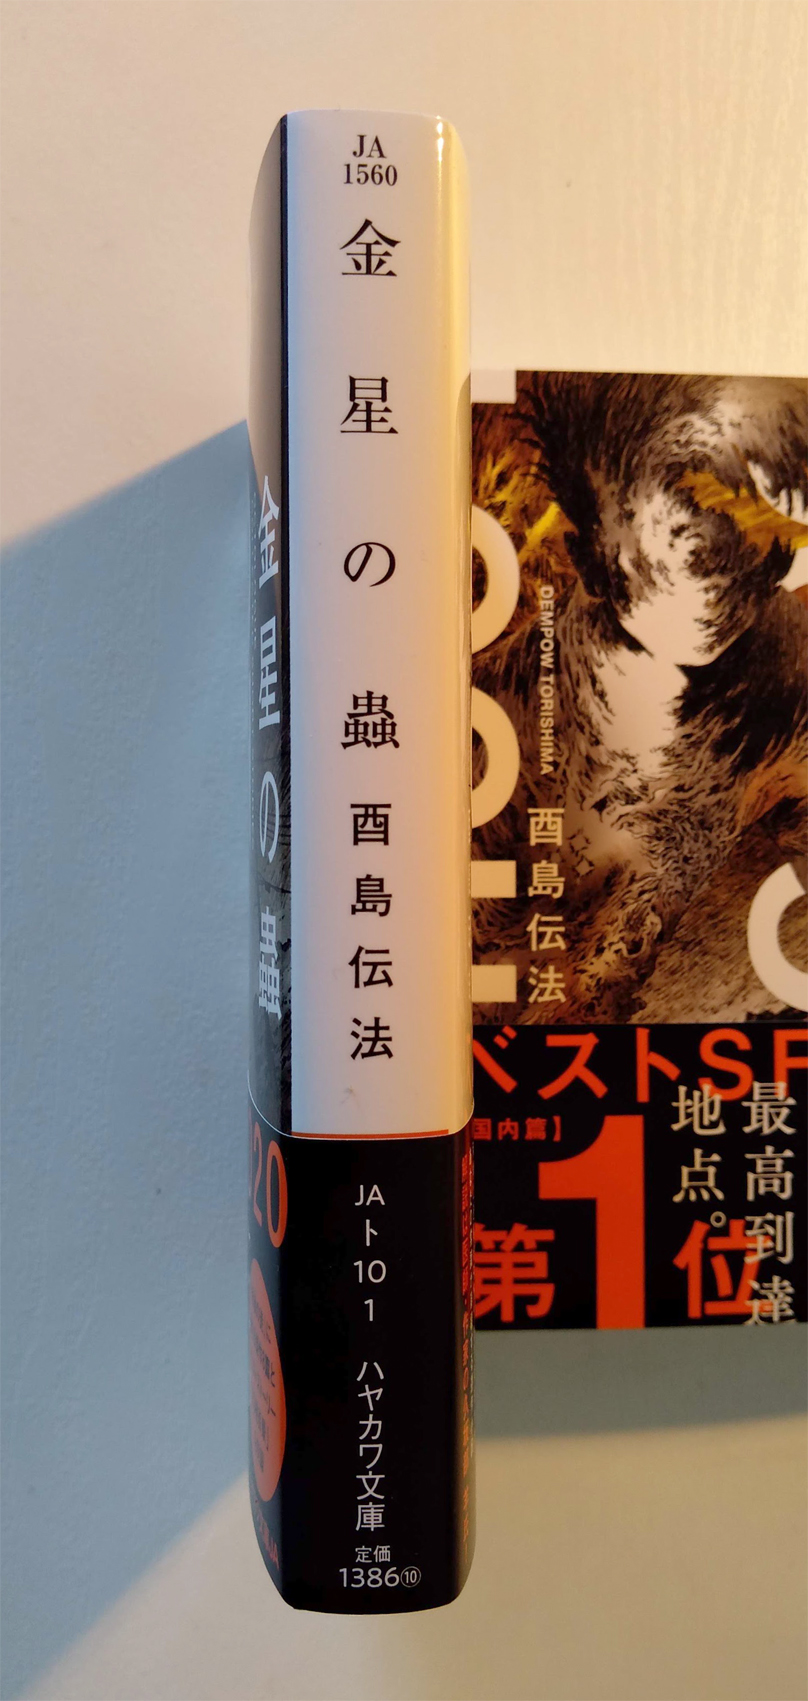 JA
1560
金星の蟲
酉島伝法
JA
ト
10
1
ハヤカワ文庫
定価
1386⑩
金星の蟲
20
DEMPOW TORISHIMA
酉島伝法
ベストSF
国内篇】
第1位
最高到達
地点。